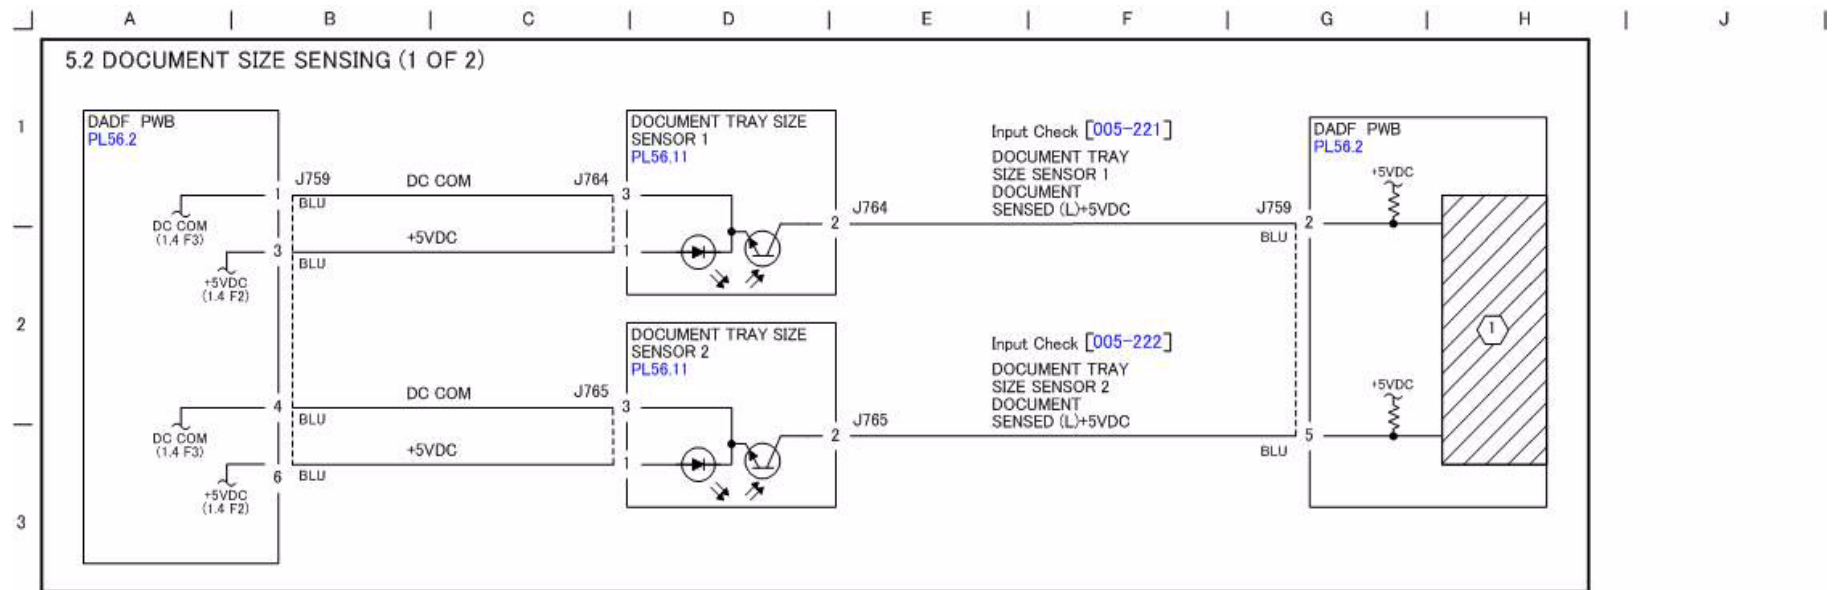 A B C D E F G H J
5.2 DOCUMENT SIZE SENSING (1 OF 2)
1
2
3
DADF PWB
PL56.2
DC COM
(1.4 F3)
+5VDC
(1.4 F2)
DC COM
(1.4 F3)
+5VDC
(1.4 F2)
1
3
4
6
J759
BLU
BLU
BLU
BLU
DC COM
+5VDC
DC COM
+5VDC
J764
J765
DOCUMENT TRAY SIZE
SENSOR 1
PL56.11
3
1
2
J764
DOCUMENT TRAY SIZE
SENSOR 2
PL56.11
3
1
2
J765
Input Check [005-221]
DOCUMENT TRAY
SIZE SENSOR 1
DOCUMENT
SENSED (L)+5VDC
Input Check [005-222]
DOCUMENT TRAY
SIZE SENSOR 2
DOCUMENT
SENSED (L)+5VDC
J759
BLU
BLU
2
5
DADF PWB
PL56.2
+5VDC
+5VDC
1